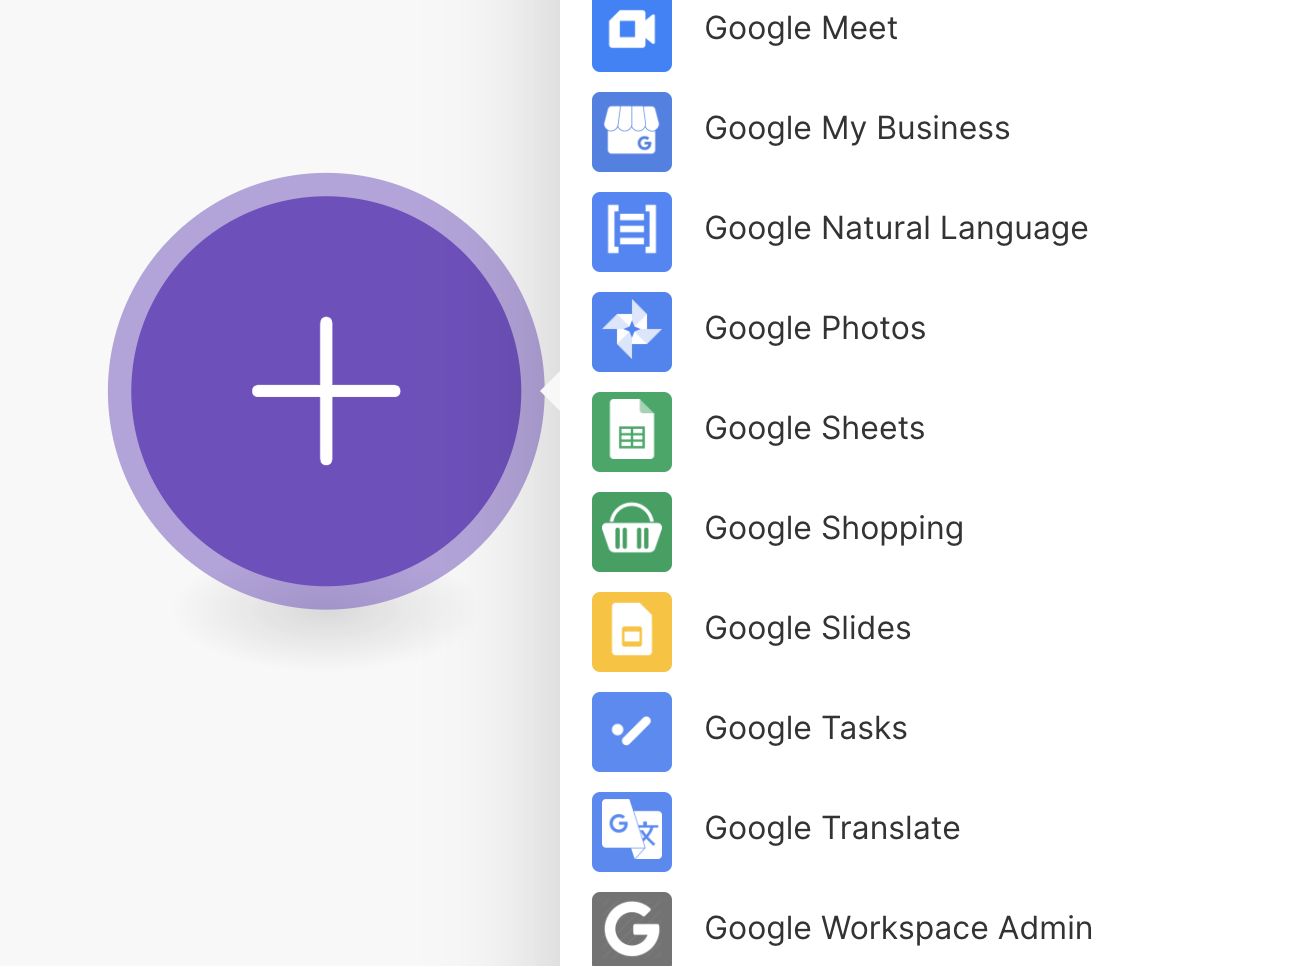 Google Meet
Google My Business
Google Natural Language
Google Photos
Google Sheets
Google Shopping
Google Slides
Google Tasks
Google Translate
Google Workspace Admin